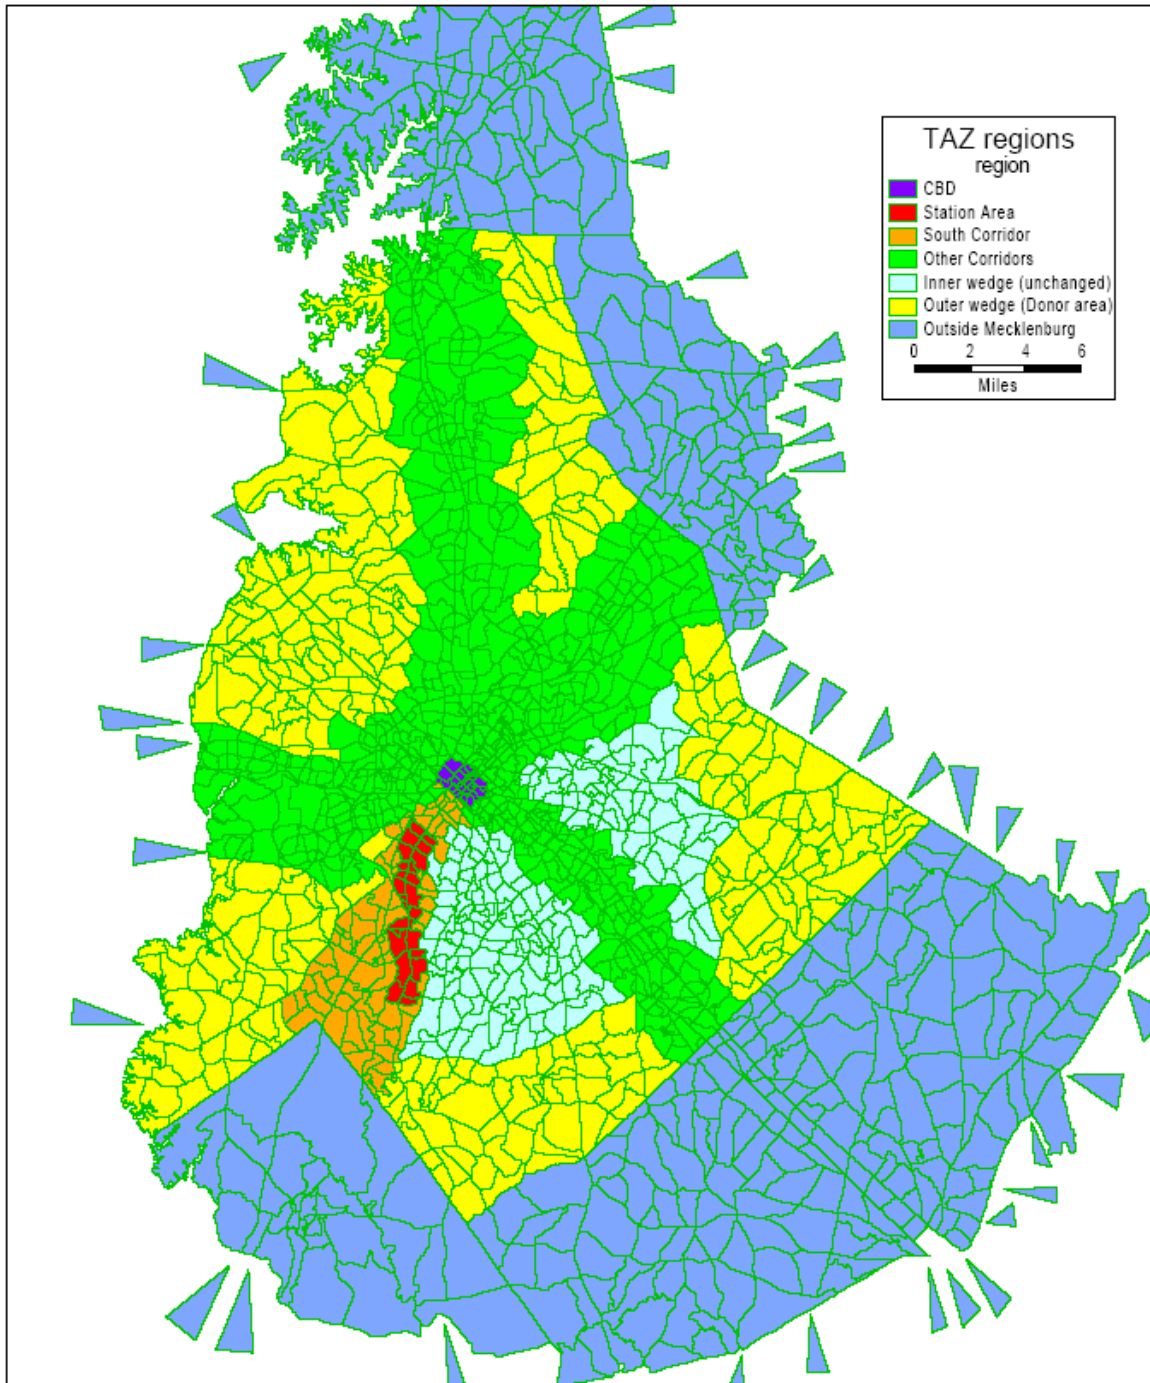 TAZ regions
region
CBD
Station Area
South Corridor
Other Corridors
Inner wedge (unchanged)
Outer wedge (Donor area)
Outside Mecklenburg
0 2 4 6
Miles